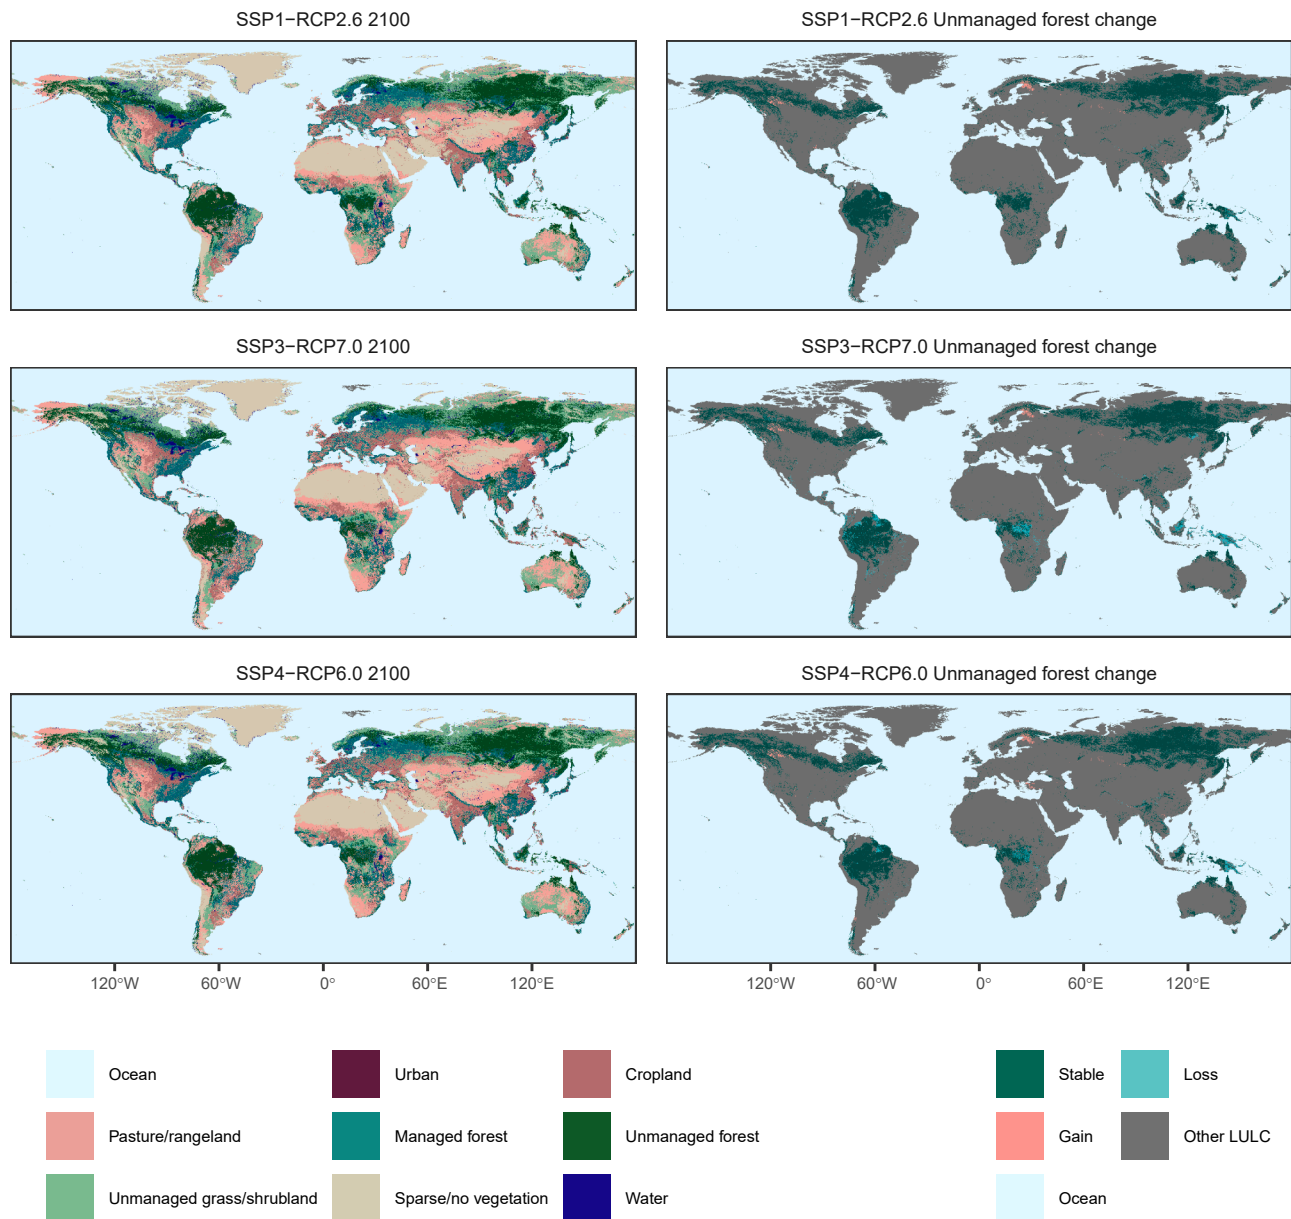 SSP1−RCP2.6 2100
SSP1−RCP2.6 Unmanaged forest change
SSP3−RCP7.0 2100
SSP3−RCP7.0 Unmanaged forest change
SSP4−RCP6.0 2100
SSP4−RCP6.0 Unmanaged forest change
120°W 60°W 0° 60°E 120°E
120°W 60°W 0° 60°E 120°E
Ocean Urban Cropland
Pasture/rangeland Managed forest Unmanaged forest
Unmanaged grass/shrubland Sparse/no vegetation Water
Stable Loss
Gain Other LULC
Ocean